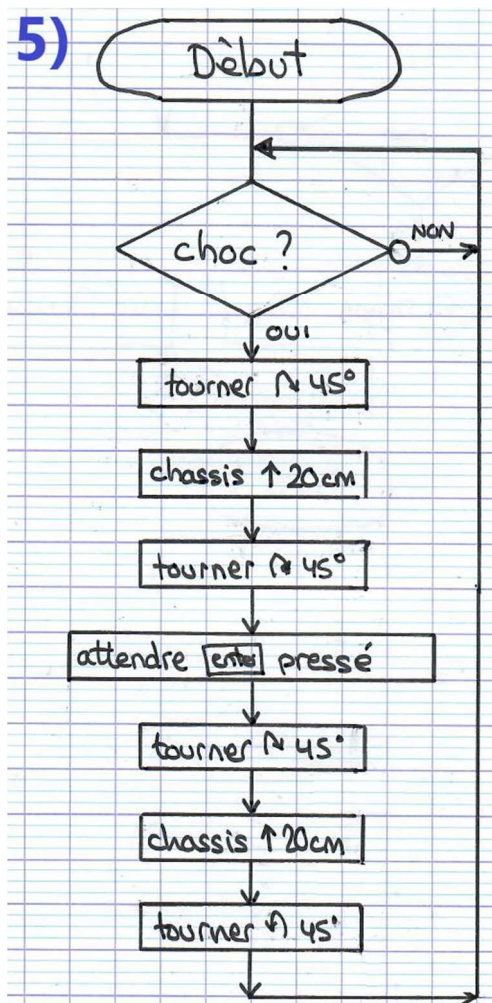 5)
Dèbut
choc ?
NON
OUI
tourner ↷ 45°
chassis ↑ 20cm
tourner ↷ 45°
attendre enter pressé
tourner ↷ 45°
chassis ↑ 20cm
tourner ↶ 45°